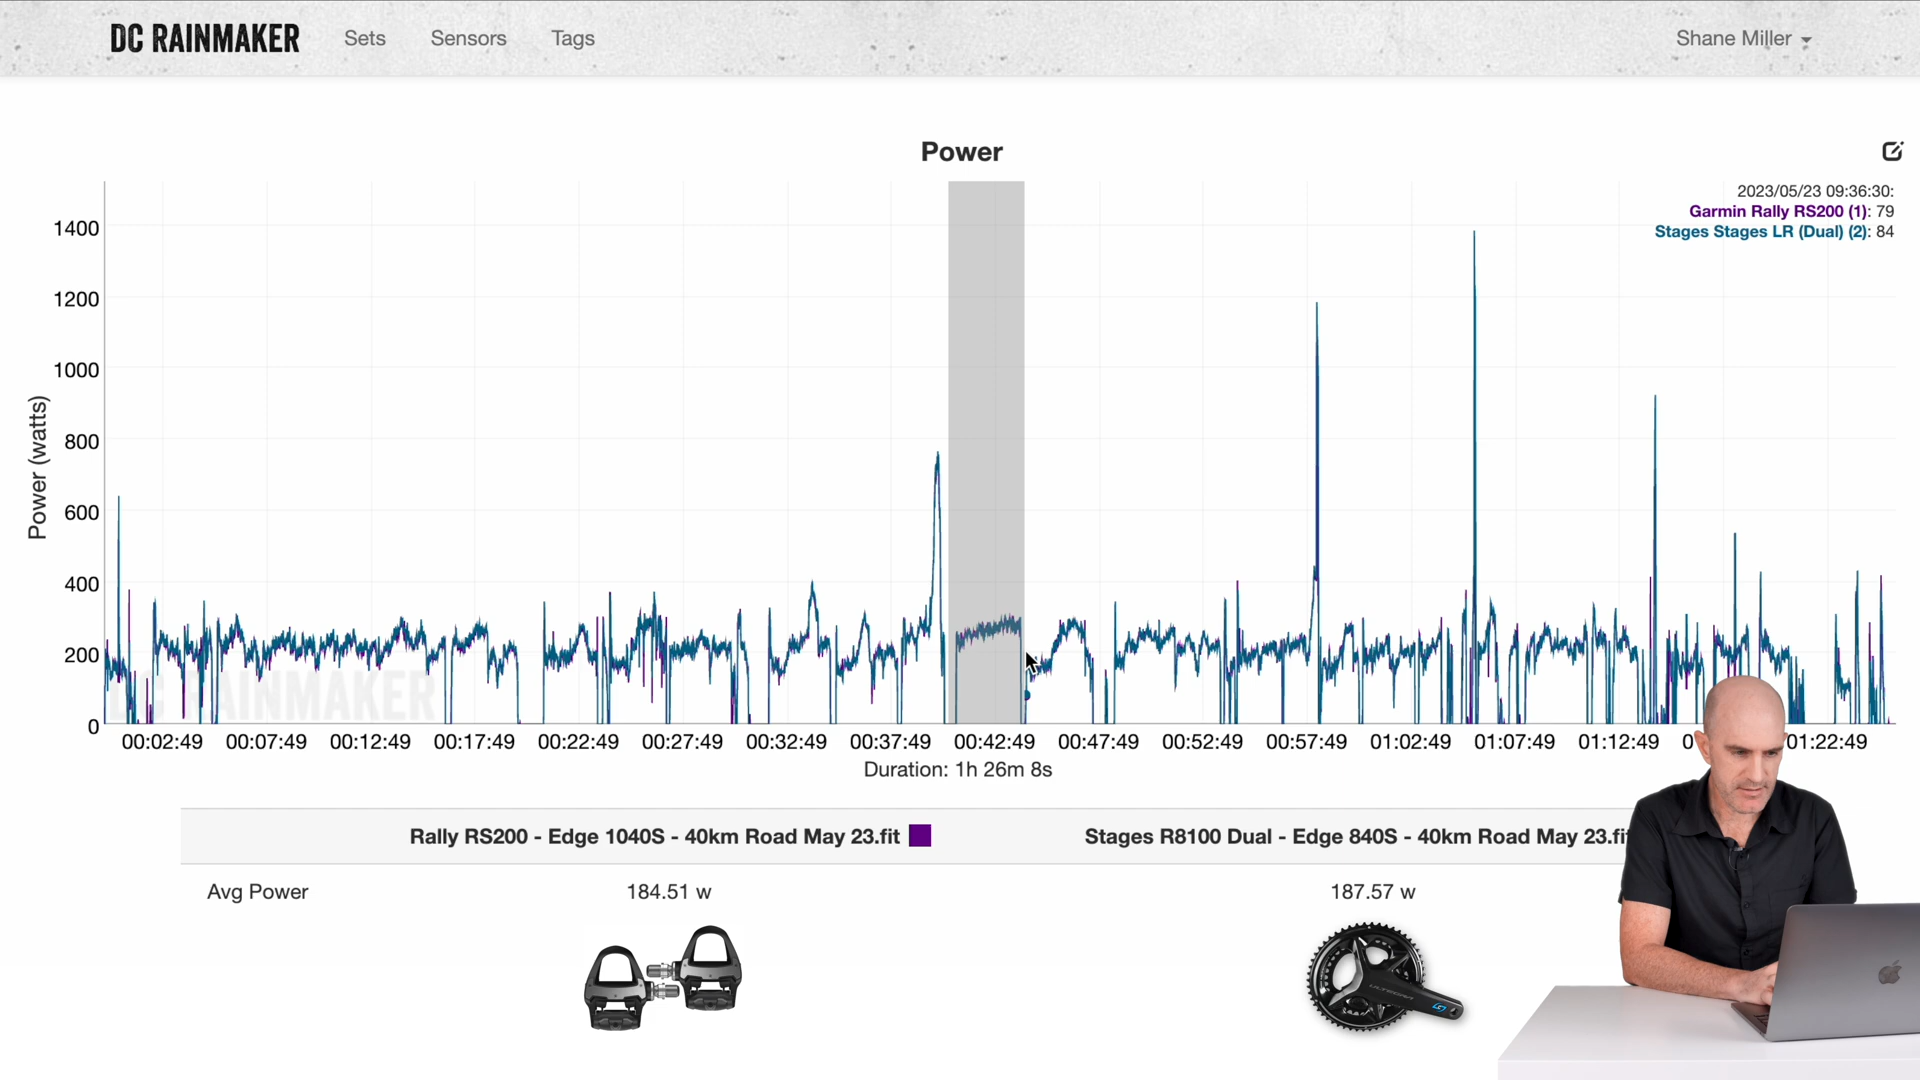 DC RAINMAKER Sets Sensors Tags Shane Miller
Power
2023/05/23 09:36:30:
Garmin Rally RS200 (1): 79
Stages Stages LR (Dual) (2): 84
Power (watts)
1400
1200
1000
800
600
400
200
0
DC RAINMAKER
00:02:49 00:07:49 00:12:49 00:17:49 00:22:49 00:27:49 00:32:49 00:37:49 00:42:49 00:47:49 00:52:49 00:57:49 01:02:49 01:07:49 01:12:49 01:22:49
Duration: 1h 26m 8s
Rally RS200 - Edge 1040S - 40km Road May 23.fit Stages R8100 Dual - Edge 840S - 40km Road May 23.fit
Avg Power 184.51 w 187.57 w
ULTEGRA